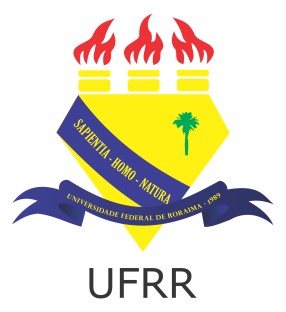 SAPIENTIA - HOMO - NATURA
UNIVERSIDADE FEDERAL DE RORAIMA - 1989
UFRR